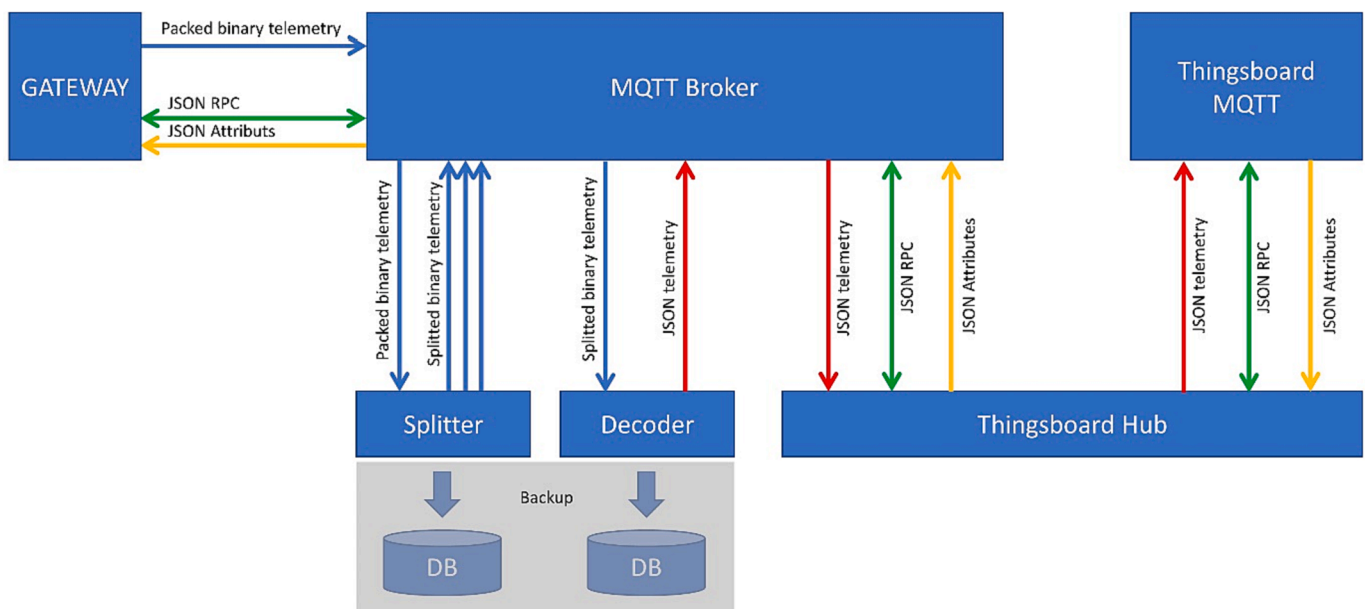 Packed binary telemetry
GATEWAY
JSON RPC
JSON Attributs
MQTT Broker
Thingsboard
MQTT
Packed binary telemetry
Splitted binary telemetry
Splitted binary telemetry
JSON telemetry
JSON telemetry
JSON RPC
JSON Attributes
JSON telemetry
JSON RPC
JSON Attributes
Splitter
Decoder
Thingsboard Hub
Backup
DB
DB